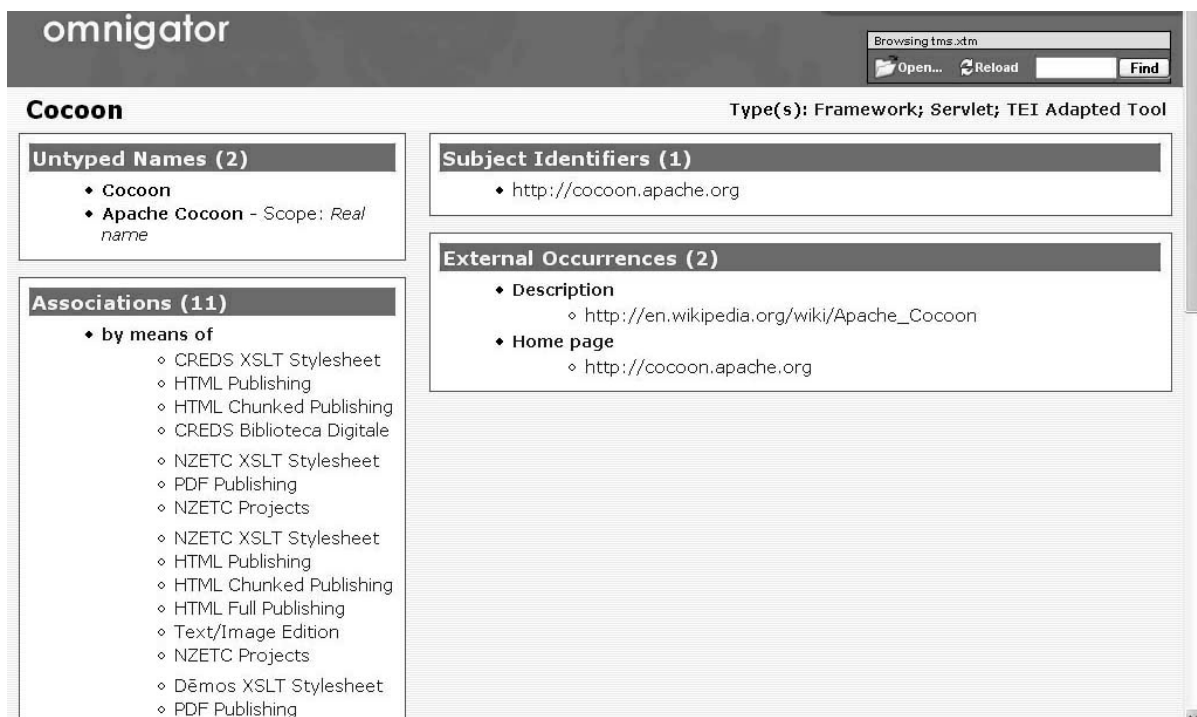 omnigator
Browsing tms.xtm
Open... Reload Find
Cocoon
Type(s): Framework; Servlet; TEI Adapted Tool
Untyped Names (2)
Cocoon
Apache Cocoon - Scope: Real
name
Associations (11)
by means of
CREDS XSLT Stylesheet
HTML Publishing
HTML Chunked Publishing
CREDS Biblioteca Digitale
NZETC XSLT Stylesheet
PDF Publishing
NZETC Projects
NZETC XSLT Stylesheet
HTML Publishing
HTML Chunked Publishing
HTML Full Publishing
Text/Image Edition
NZETC Projects
Dēmos XSLT Stylesheet
PDF Publishing
Subject Identifiers (1)
http://cocoon.apache.org
External Occurrences (2)
Description
http://en.wikipedia.org/wiki/Apache_Cocoon
Home page
http://cocoon.apache.org